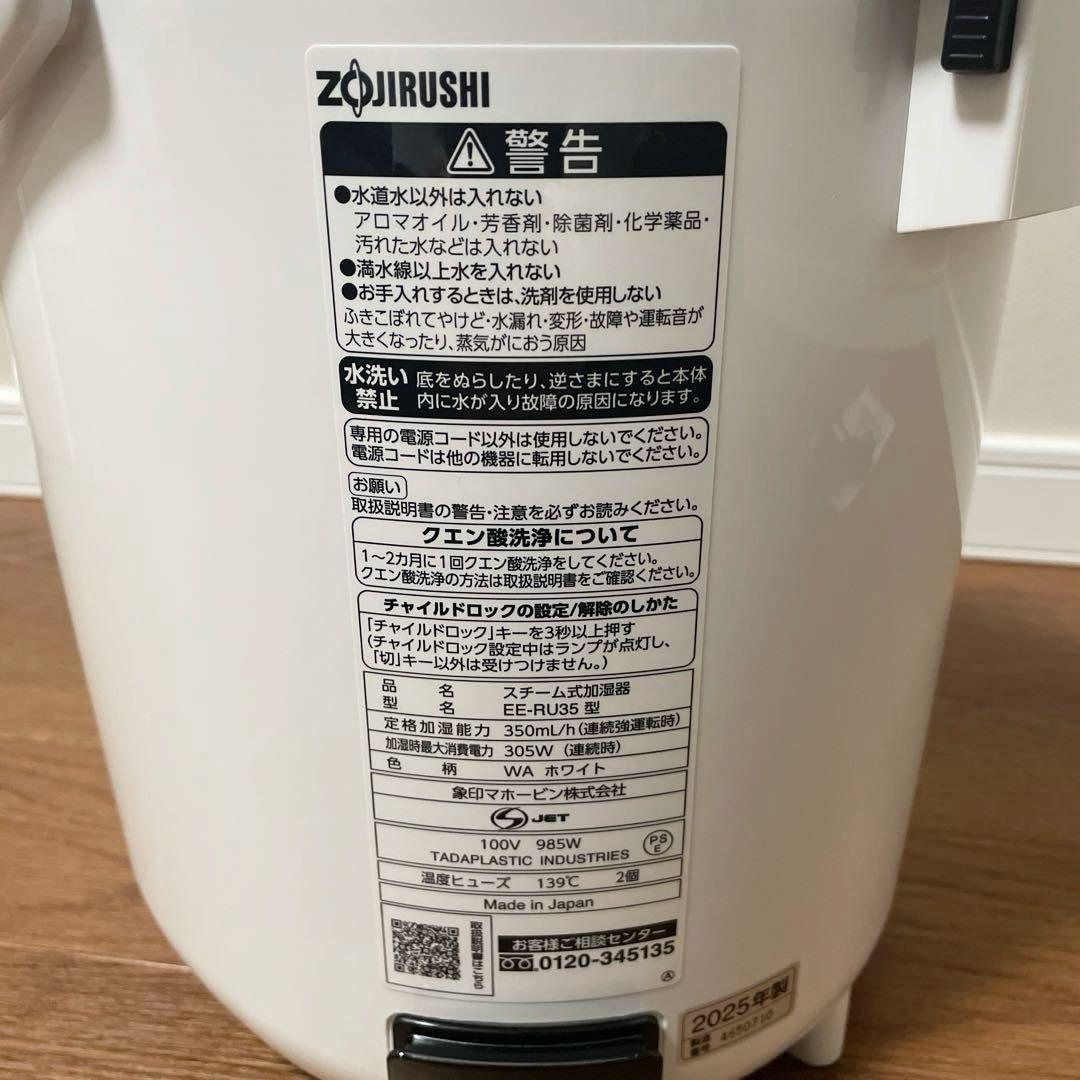 ZOJIRUSHI
警告
●水道水以外は入れない
アロマオイル・芳香剤・除菌剤・化学薬品・
汚れた水などは入れない
●満水線以上水を入れない
●お手入れするときは、洗剤を使用しない
ふきこぼれてやけど・水漏れ・変形・故障や運転音が
大きくなったり、蒸気がにおう原因
水洗い
禁止
底をぬらしたり、逆さまにすると本体
内に水が入り故障の原因になります。
専用の電源コード以外は使用しないでください。
電源コードは他の機器に転用しないでください。
お願い
取扱説明書の警告・注意を必ずお読みください。
クエン酸洗浄について
1～2カ月に1回クエン酸洗浄をしてください。
クエン酸洗浄の方法は取扱説明書をご確認ください。
チャイルドロックの設定/解除のしかた
「チャイルドロック」キーを3秒以上押す
(チャイルドロック設定中はランプが点灯し、
「切」キー以外は受けつけません。)
品名 スチーム式加湿器
型名 EE-RU35 型
定格加湿能力 350mL/h(連続強運転時)
加湿時最大消費電力 305W (連続時)
色柄 WA ホワイト
象印マホービン株式会社
JET
100V 985W
TADAPLASTIC INDUSTRIES
PS
E
温度ヒューズ 139℃ 2個
Made in Japan
取扱説明書はこちら
お客様ご相談センター
0120-345135
A
2025年製
製造
番号 4550710